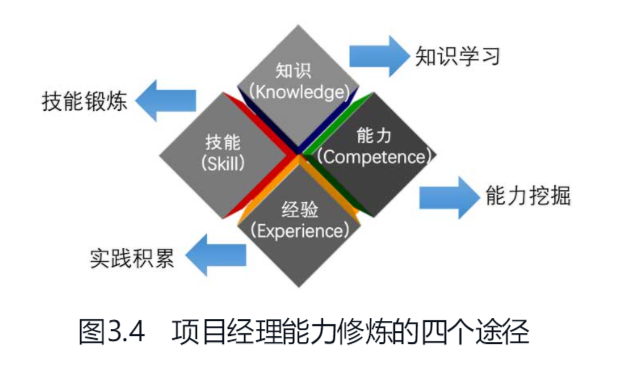 知识
(Knowledge)
知识学习
技能锻炼
技能
(Skill)
能力
(Competence)
能力挖掘
经验
(Experience)
实践积累
图3.4 项目经理能力修炼的四个途径